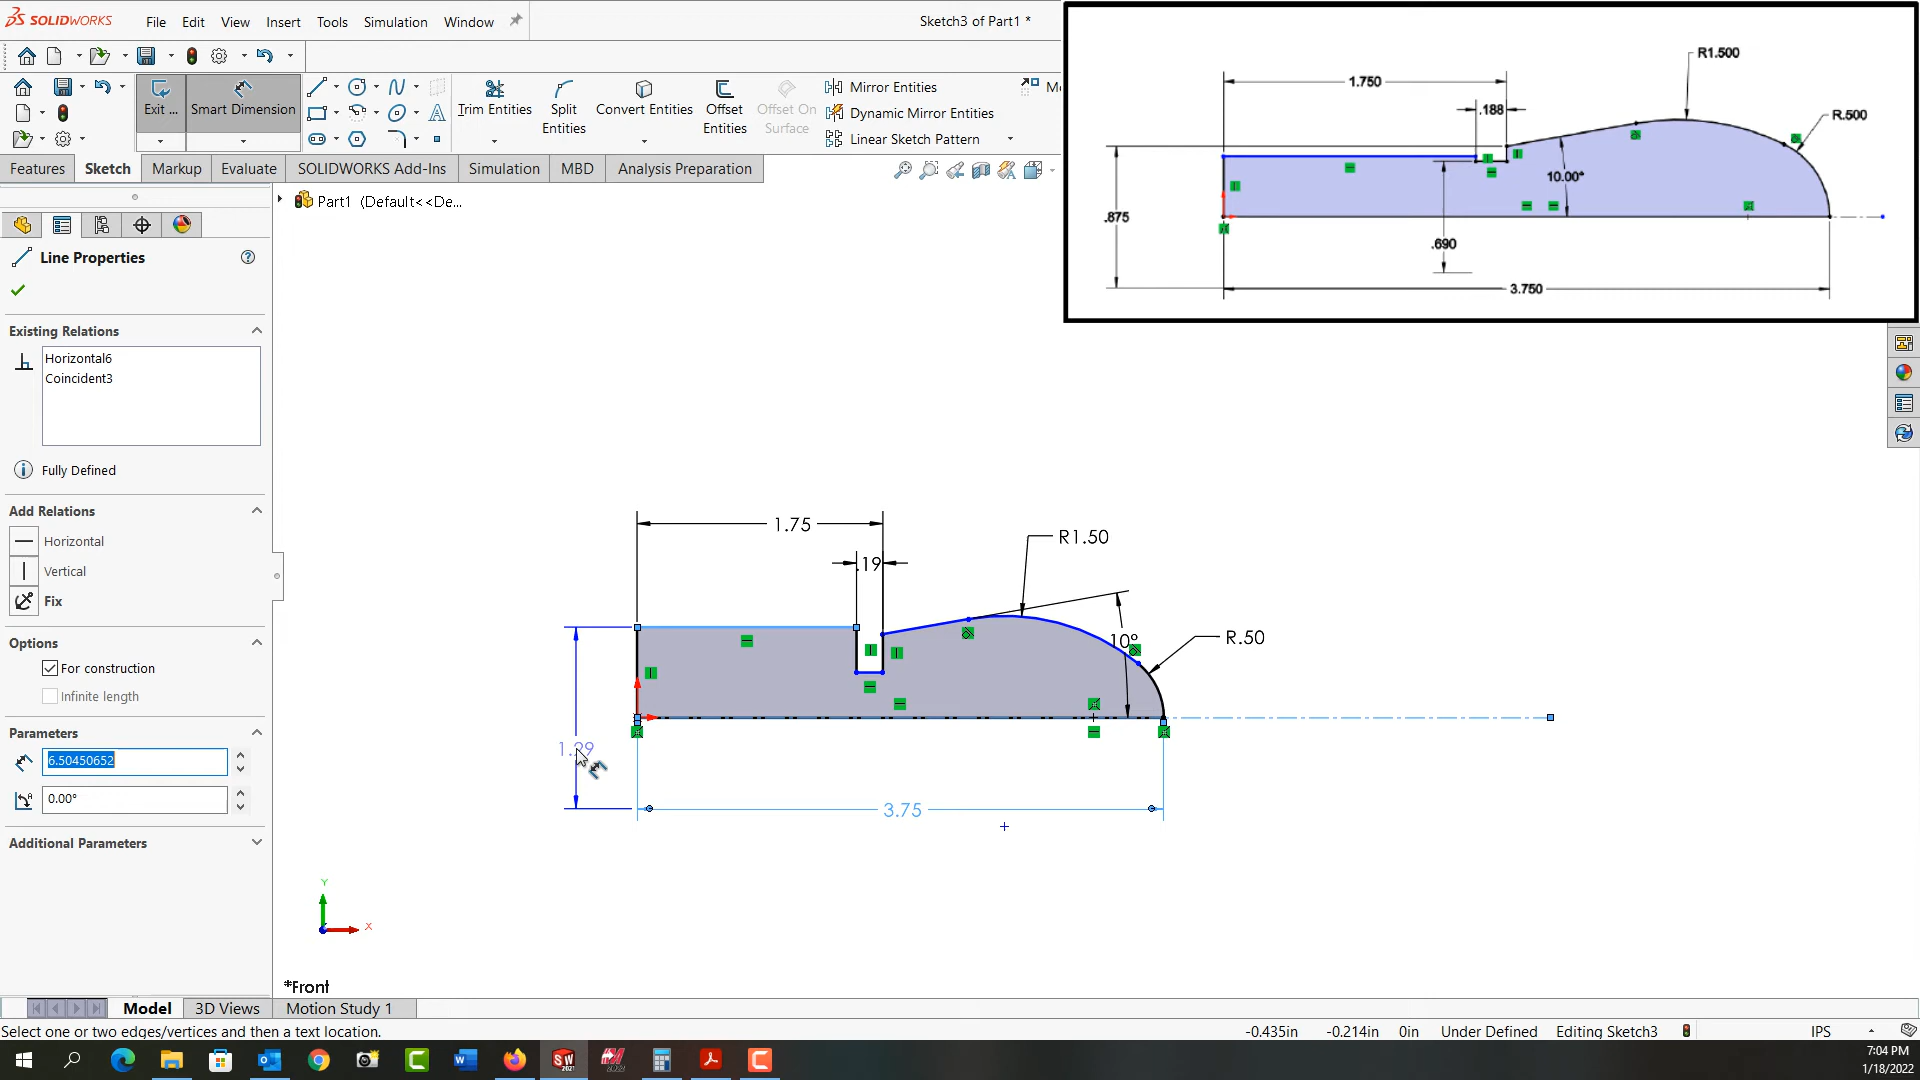 SOLIDWORKS
File Edit View Insert Tools Simulation Window
Sketch3 of Part1 *
Exit ...
Smart Dimension
Trim Entities
Split Entities
Convert Entities
Offset Entities
Offset On Surface
Mirror Entities
Dynamic Mirror Entities
Linear Sketch Pattern
Features Sketch Markup Evaluate SOLIDWORKS Add-Ins Simulation MBD Analysis Preparation
Part1 (Default<<De...
Line Properties
Existing Relations
Horizontal6
Coincident3
Fully Defined
Add Relations
Horizontal
Vertical
Fix
Options
For construction
Infinite length
Parameters
6.50450652
0.00°
Additional Parameters
R1.500
1.750
.188
R.500
10.00°
.875
.690
3.750
1.75
.19
R1.50
10°
R.50
3.75
Y
X
*Front
Model 3D Views Motion Study 1
Select one or two edges/vertices and then a text location.
-0.435in -0.214in 0in Under Defined Editing Sketch3 IPS
7:04 PM
1/18/2022